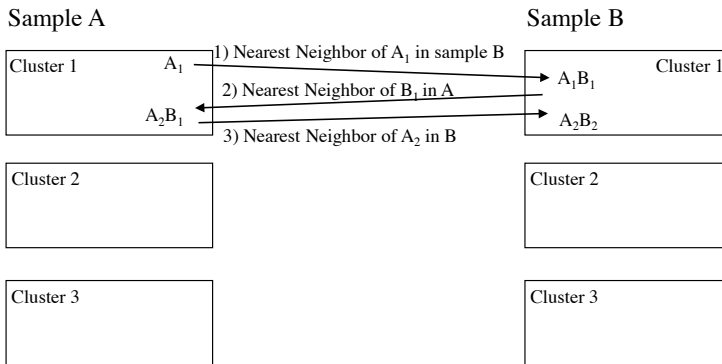 Sample A
Sample B
Cluster 1
A₁
1) Nearest Neighbor of A₁ in sample B
A₁B₁
Cluster 1
2) Nearest Neighbor of B₁ in A
A₂B₁
A₂B₂
3) Nearest Neighbor of A₂ in B
Cluster 2
Cluster 2
Cluster 3
Cluster 3